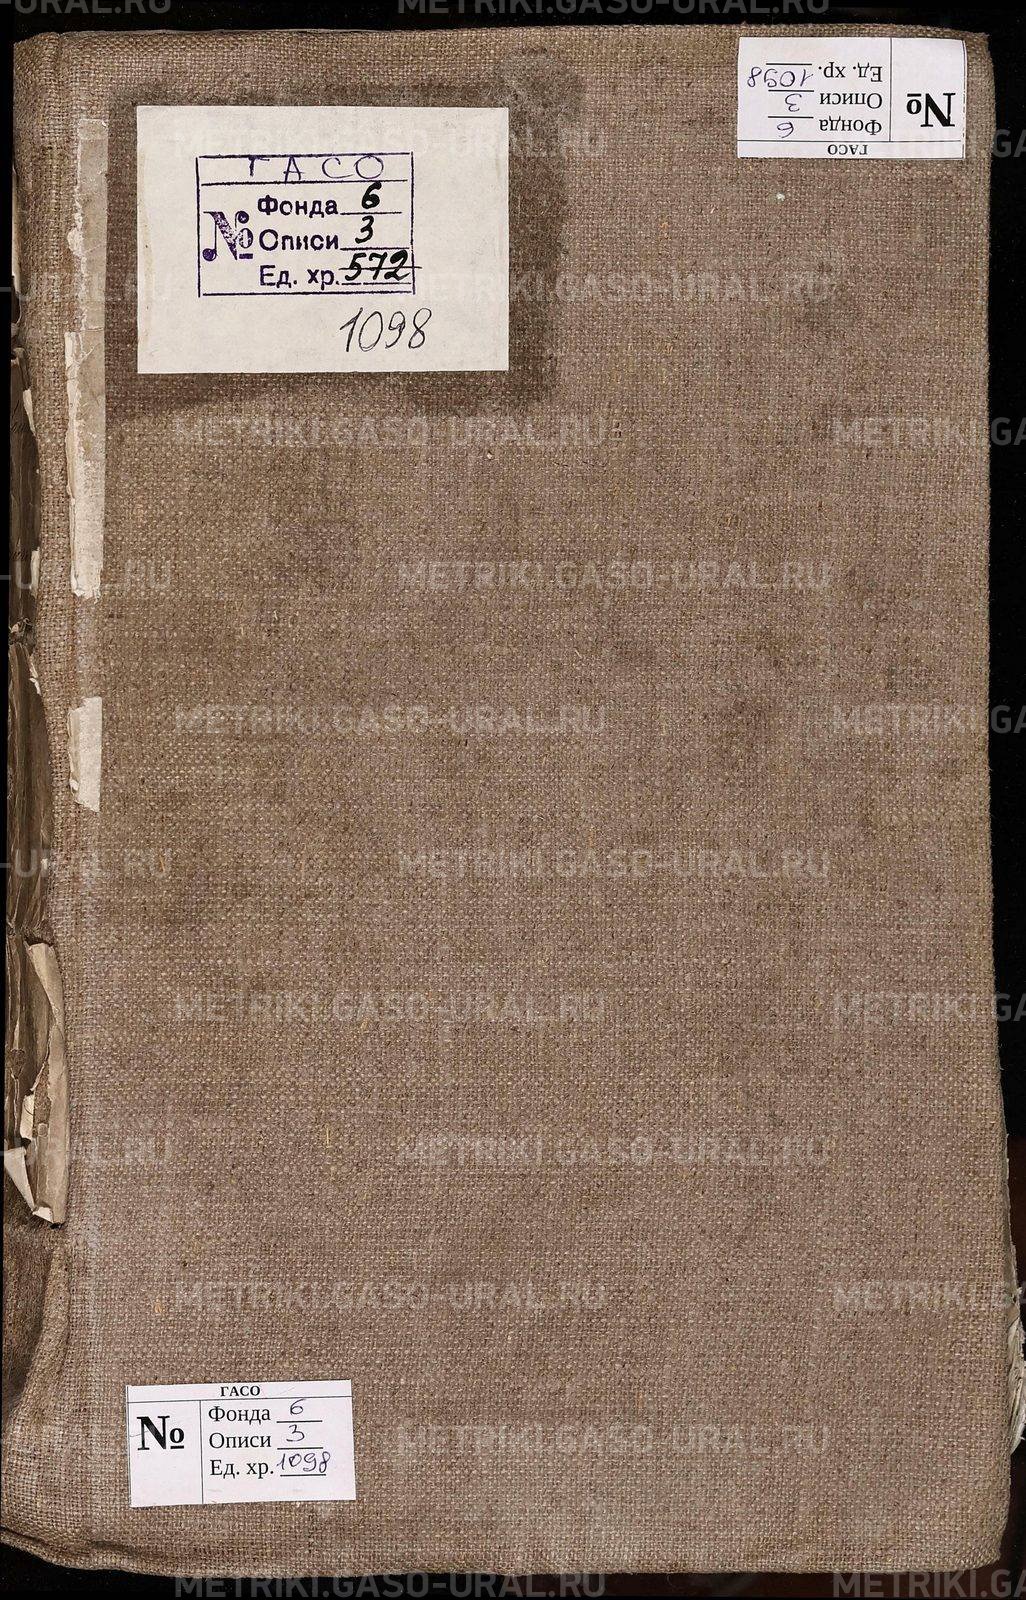 ГАСО
№
Фонда 6
Описи 3
Ед. хр. 572
1098
ГАСО
№
Фонда 6
Описи 3
Ед. хр. 1098
ГАСО
№
Фонда 6
Описи 3
Ед. хр. 1098
METRIKI.GASO-URAL.RU